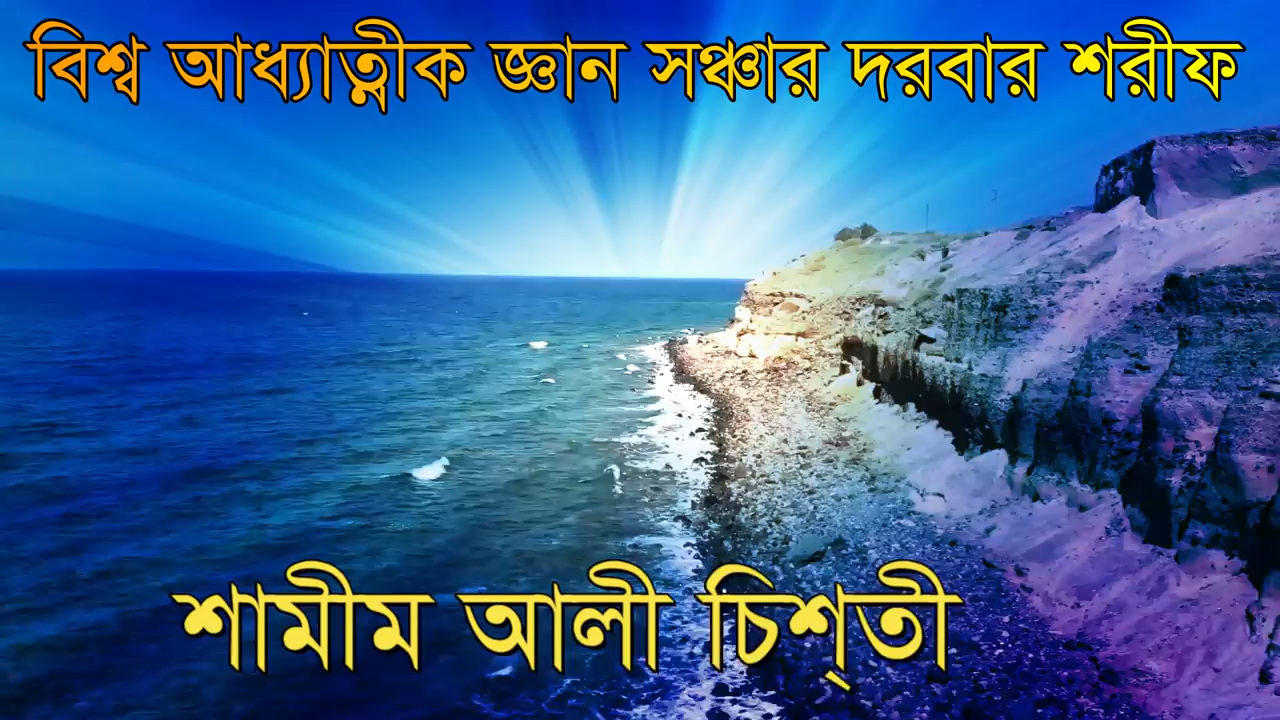 বিশ্ব আধ্যাত্নীক জ্ঞান সঞ্চার দরবার শরীফ
শামীম আলী চিশ্‌তী